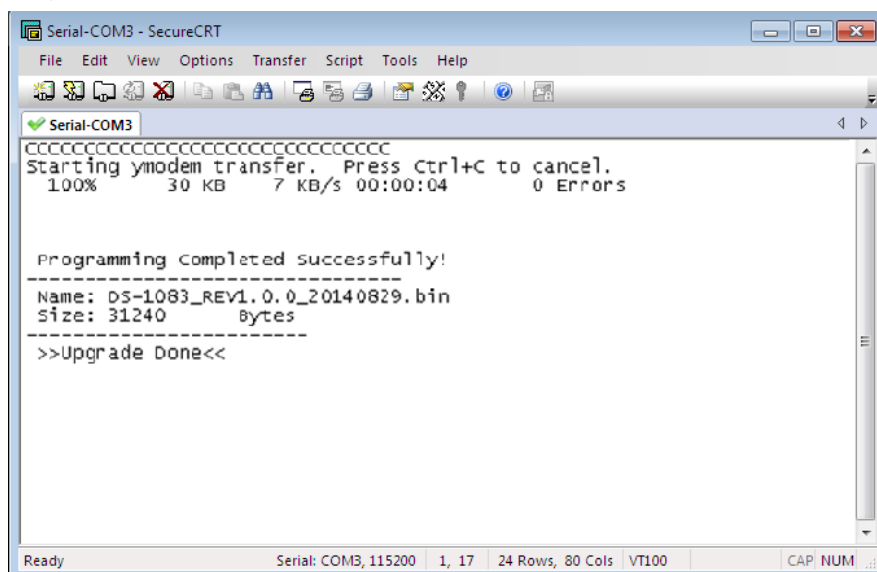 Serial-COM3 - SecureCRT
File Edit View Options Transfer Script Tools Help
Serial-COM3
CCCCCCCCCCCCCCCCCCCCCCCCCCCCCCCCC
Starting ymodem transfer. Press Ctrl+C to cancel.
100% 30 KB 7 KB/s 00:00:04 0 Errors
Programming Completed Successfully!
--------------------------------
Name: DS-1083_REV1.0.0_20140829.bin
Size: 31240 Bytes
------------------------
>>Upgrade Done<<
Ready Serial: COM3, 115200 1, 17 24 Rows, 80 Cols VT100 CAP NUM